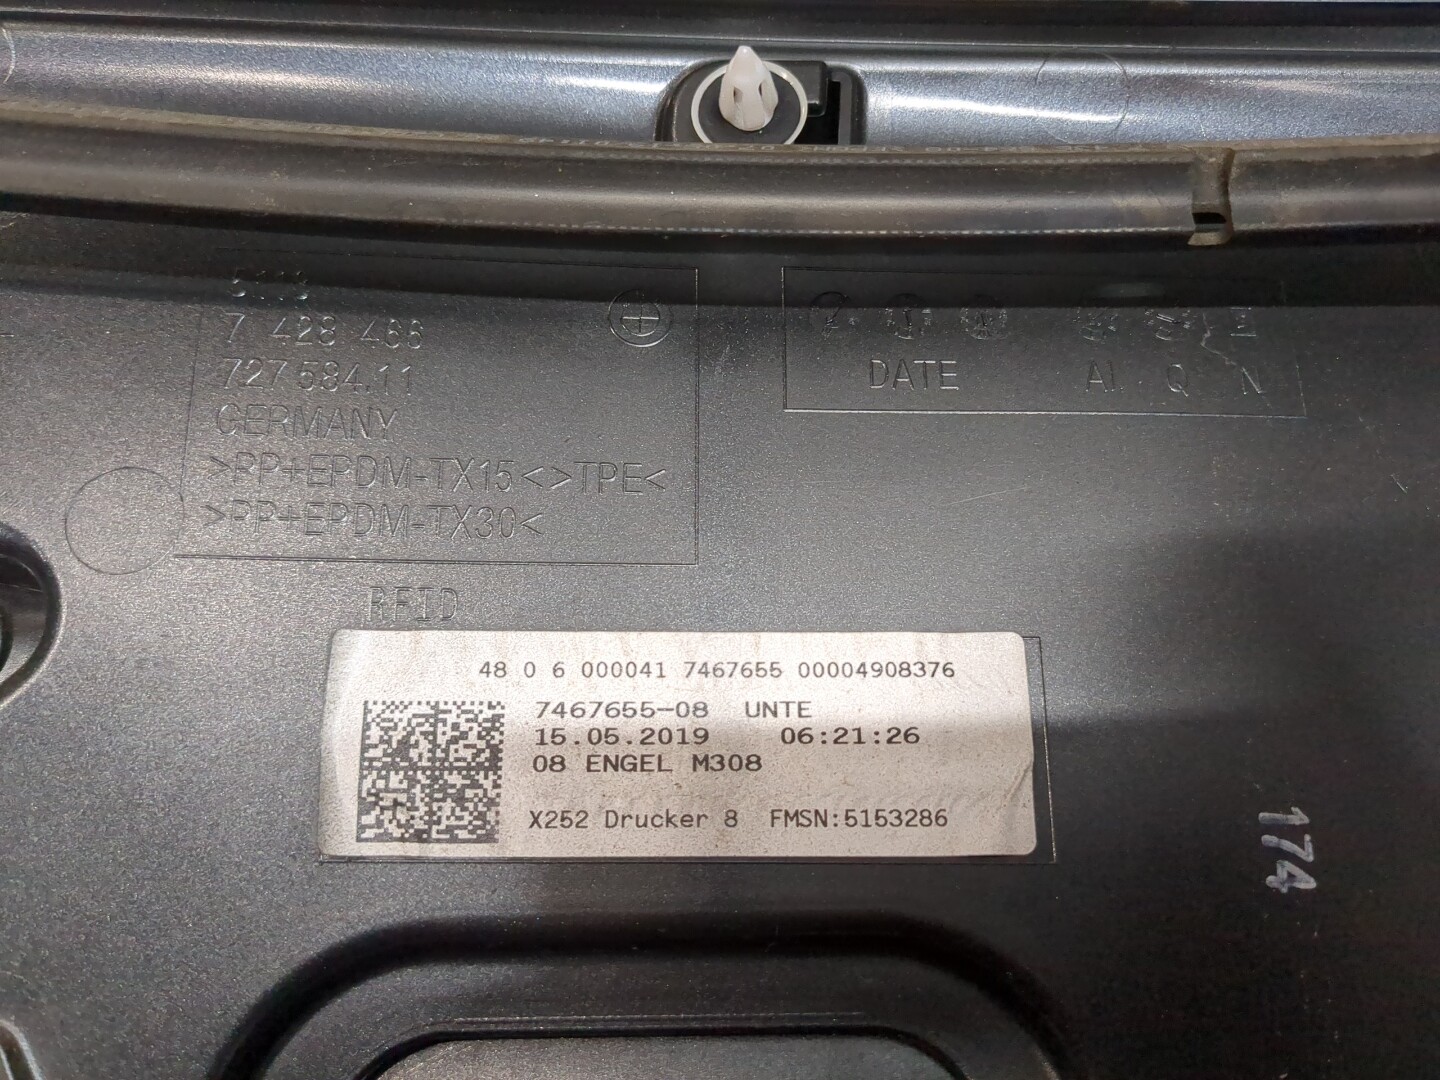 5118
7 428 466
727584.11
GERMANY
>PP+EPDM-TX15<>TPE<
>PP+EPDM-TX30<
DATE AI Q N
RFID
48 0 6 000041 7467655 00004908376
7467655-08 UNTE
15.05.2019 06:21:26
08 ENGEL M308
X252 Drucker 8 FMSN:5153286
174